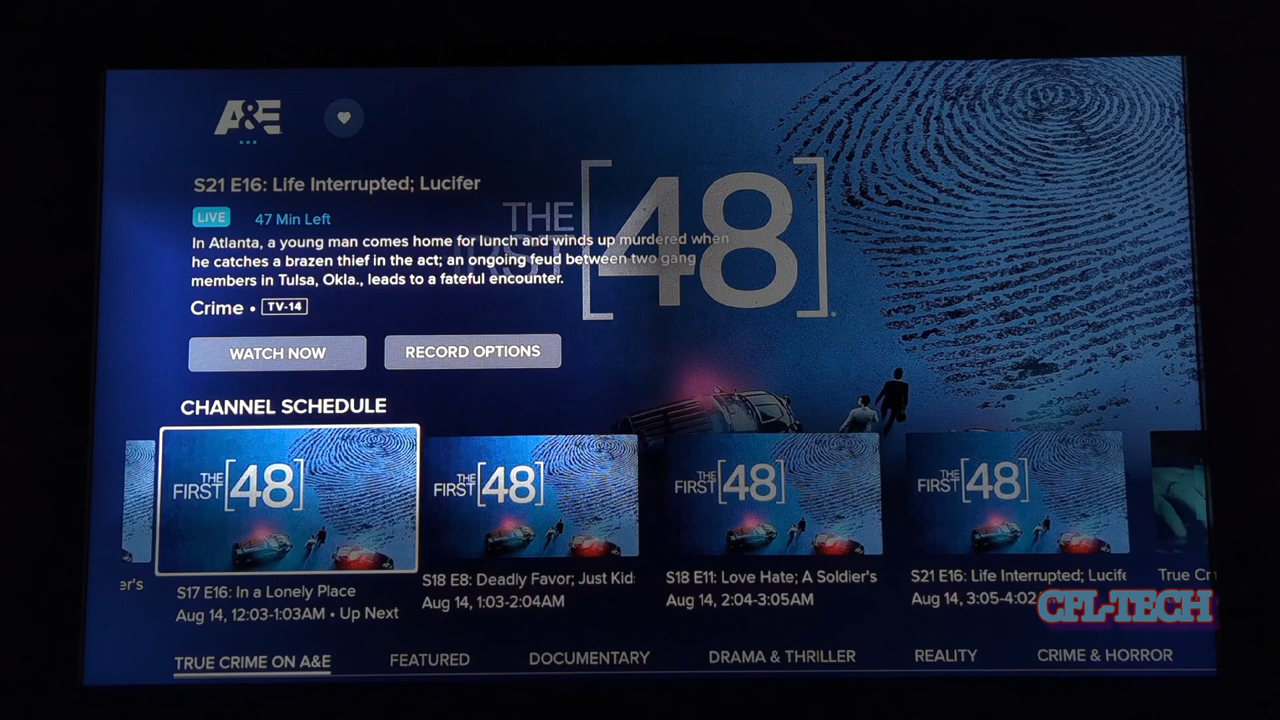 A&E
S21 E16: Life Interrupted; Lucifer
LIVE 47 Min Left
In Atlanta, a young man comes home for lunch and winds up murdered when
he catches a brazen thief in the act; an ongoing feud between two gang
members in Tulsa, Okla., leads to a fateful encounter.
Crime • TV-14
THE
FIRST
[48]
WATCH NOW RECORD OPTIONS
CHANNEL SCHEDULE
THE
FIRST [48]
THE
FIRST [48]
THE
FIRST [48]
THE
FIRST [48]
er's
S17 E16: In a Lonely Place
Aug 14, 12:03-1:03AM • Up Next
S18 E8: Deadly Favor; Just Kid
Aug 14, 1:03-2:04AM
S18 E11: Love Hate; A Soldier's
Aug 14, 2:04-3:05AM
S21 E16: Life Interrupted; Lucife
Aug 14, 3:05-4:02
True Cr
CFL-TECH
TRUE CRIME ON A&E FEATURED DOCUMENTARY DRAMA & THRILLER REALITY CRIME & HORROR